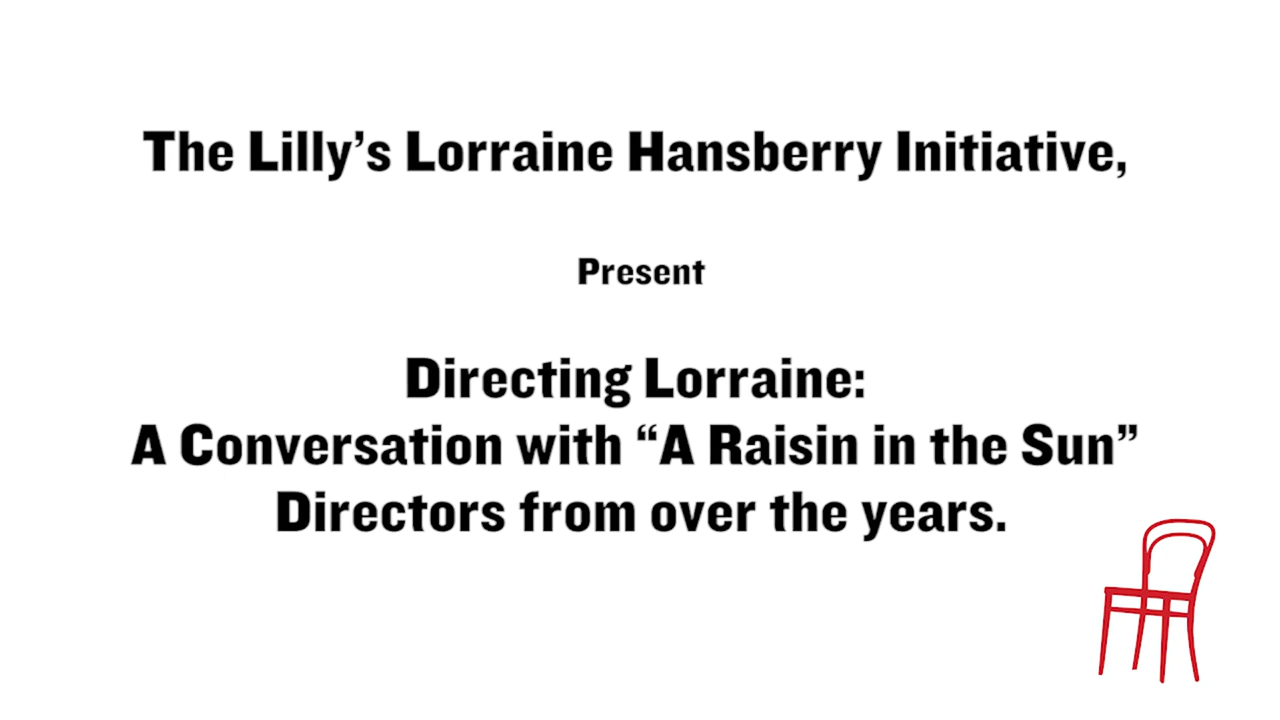 The Lilly’s Lorraine Hansberry Initiative,
Present
Directing Lorraine:
A Conversation with “A Raisin in the Sun”
Directors from over the years.